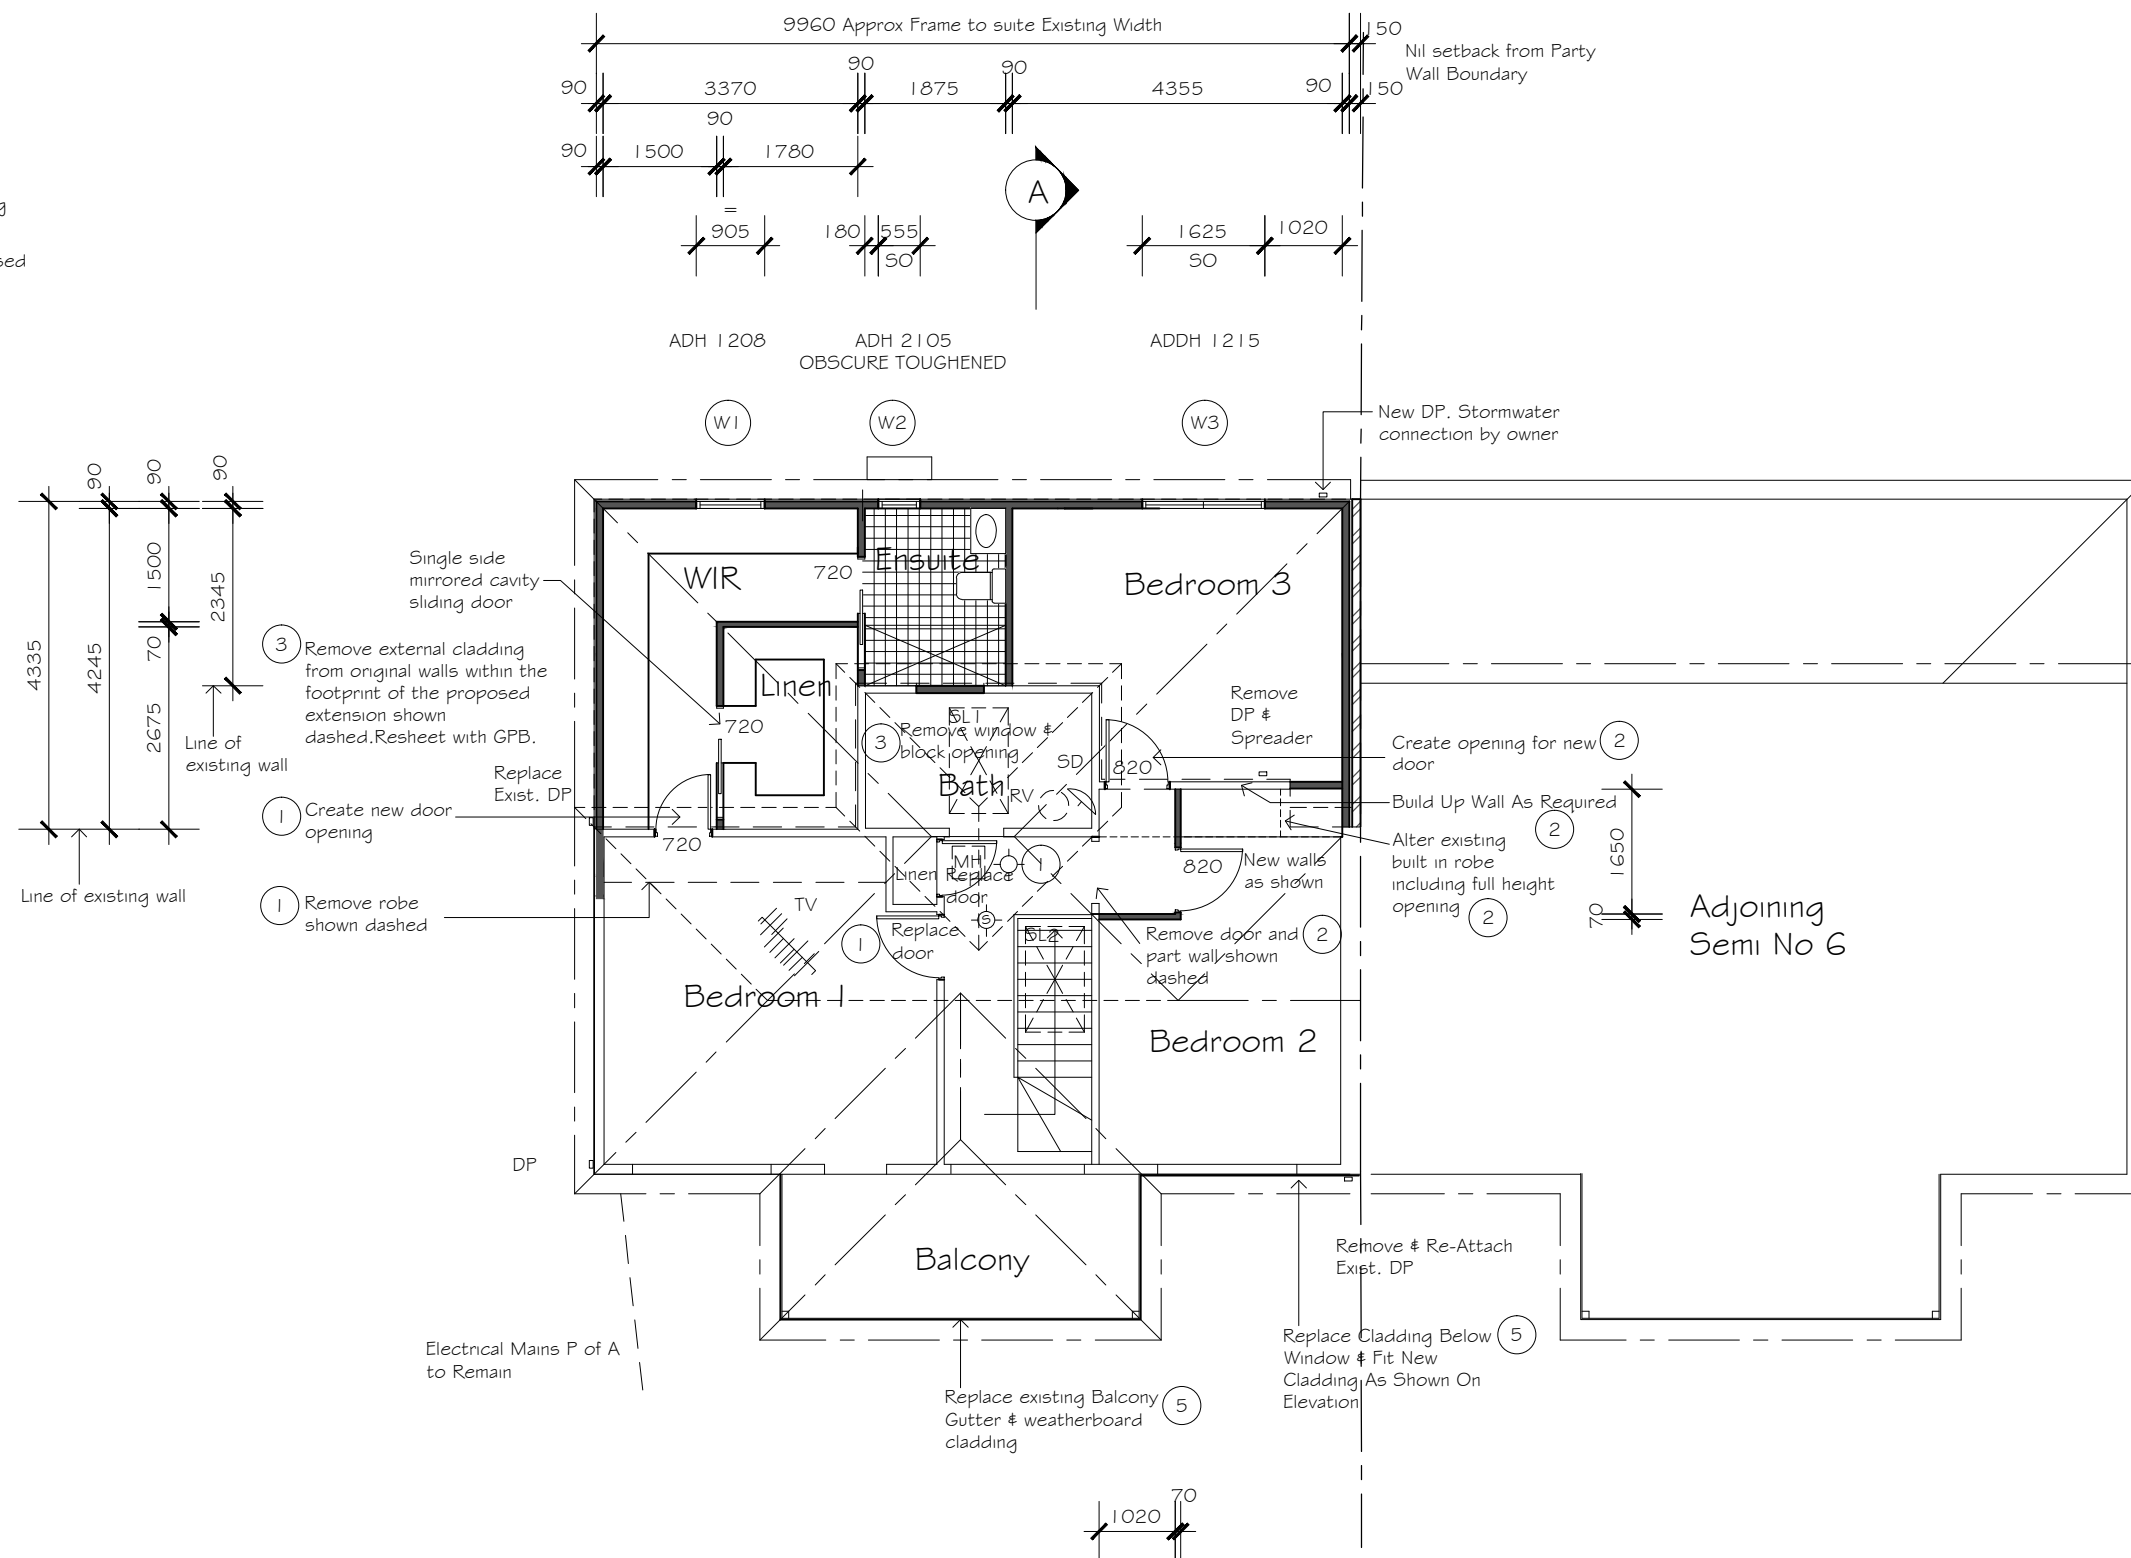 9960 Approx Frame to suite Existing Width
150
Nil setback from Party
Wall Boundary
90
3370
90
1875
90
4355
90
150
90
1500
90
1780
=
905
180
555
SO
A
1625
SO
1020
ADH 1208
ADH 2105
OBSCURE TOUGHENED
ADDH 1215
W1
W2
W3
New DP. Stormwater
connection by owner
sed
90
90
90
4335
4245
1500
70
2675
2345
Line of
existing wall
Line of existing wall
Single side
mirrored cavity
sliding door
3
Remove external cladding
from original walls within the
footprint of the proposed
extension shown
dashed.Resheet with GPB.
Replace
Exist. DP
1
Create new door
opening
1
Remove robe
shown dashed
WIR
720
Ensuite
Bedroom 3
Linen
720
720
3
SL1
Remove window &
block opening
Bath
SD
RV
820
Remove
DP &
Spreader
Create opening for new
door
2
Build Up Wall As Required
2
Alter existing
built in robe
including full height
opening
2
1650
70
MH
1
Linen
Replace
door
TV
S
1
Replace
door
SL2
820
New walls
as shown
Remove door and
part wall shown
dashed
2
Bedroom 1
Bedroom 2
Adjoining
Semi No 6
DP
Balcony
Remove & Re-Attach
Exist. DP
Electrical Mains P of A
to Remain
Replace Cladding Below
Window & Fit New
Cladding As Shown On
Elevation
5
Replace existing Balcony
Gutter & weatherboard
cladding
5
1020
70